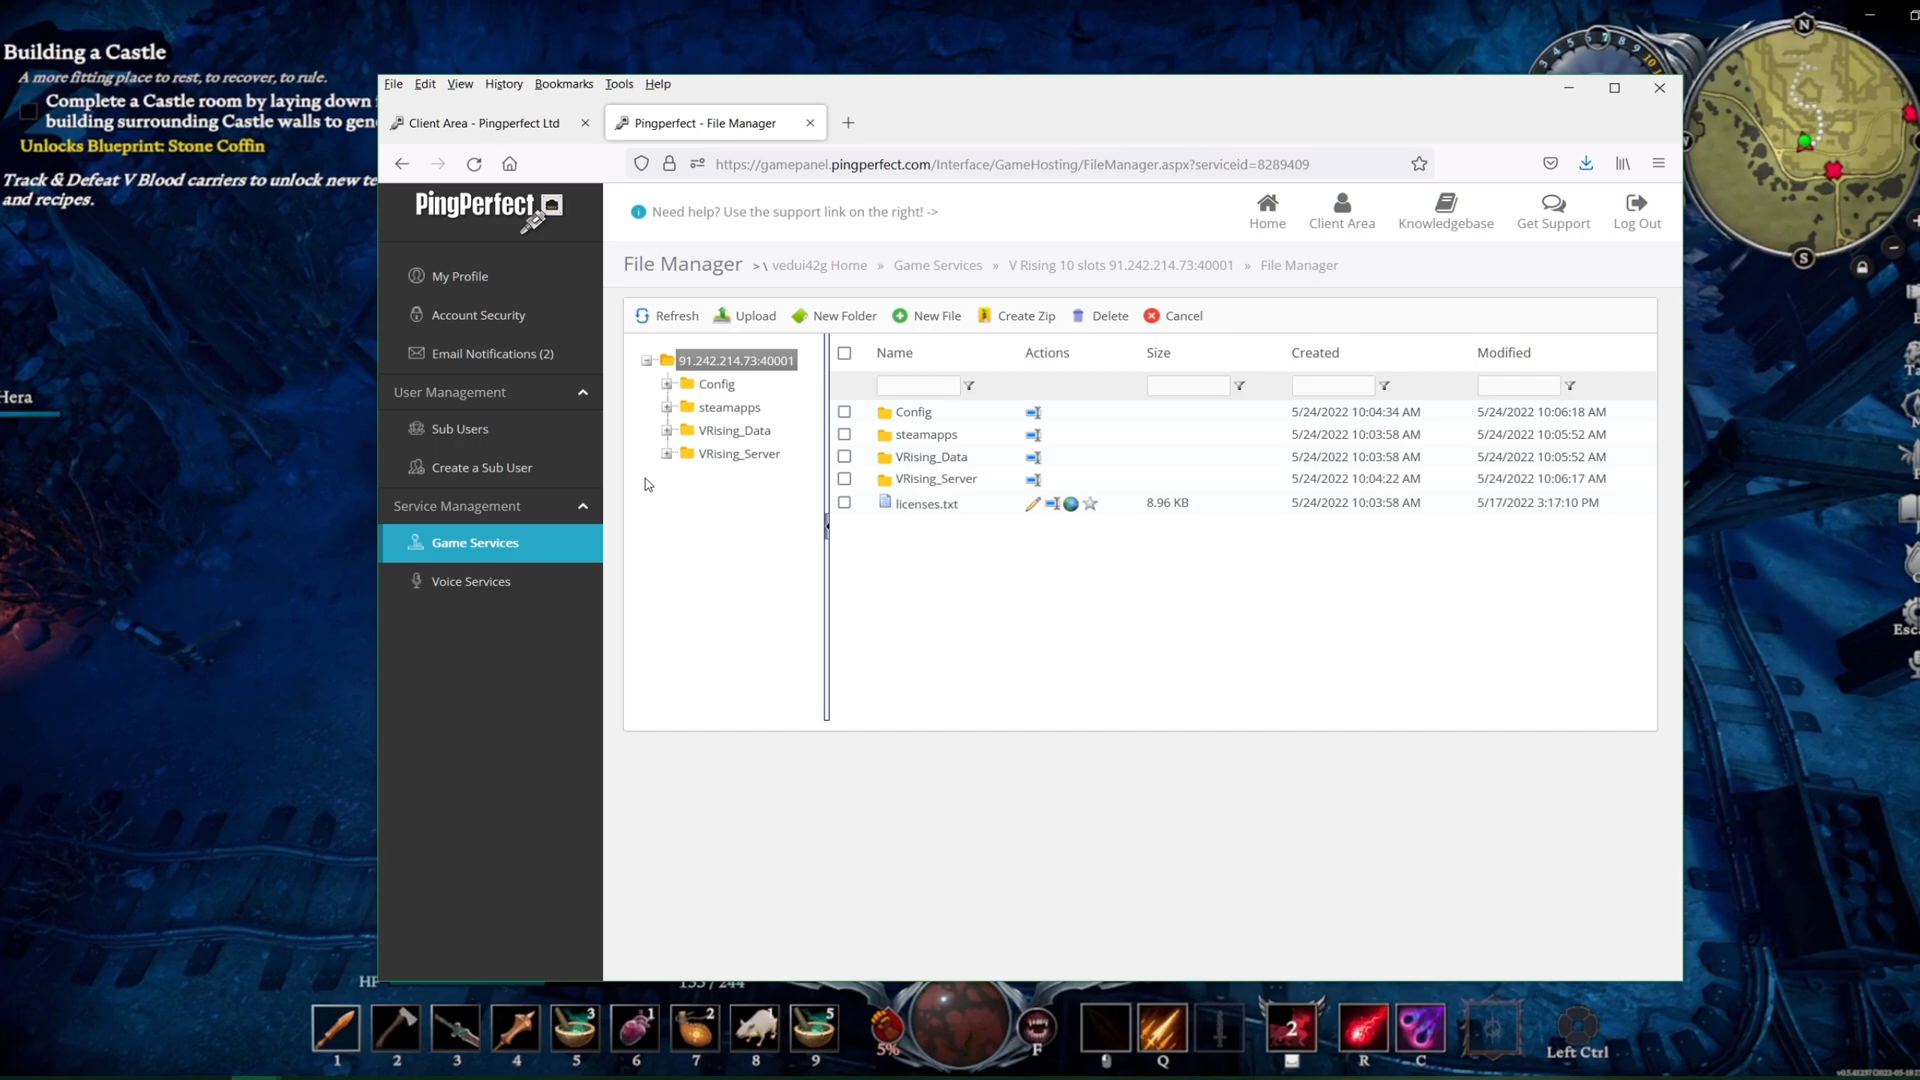 Building a Castle
A more fitting place to rest, to recover, to rule.
Complete a Castle room by laying down
building surrounding Castle walls to gen
Unlocks Blueprint: Stone Coffin
Track & Defeat V Blood carriers to unlock new te
and recipes.
Hera
File Edit View History Bookmarks Tools Help
Client Area - Pingperfect Ltd
Pingperfect - File Manager
https://gamepanel.pingperfect.com/Interface/GameHosting/FileManager.aspx?serviceid=8289409
PingPerfect
Need help? Use the support link on the right! ->
Home Client Area Knowledgebase Get Support Log Out
File Manager >\ vedui42g Home » Game Services » V Rising 10 slots 91.242.214.73:40001 » File Manager
My Profile
Account Security
Email Notifications (2)
User Management
Sub Users
Create a Sub User
Service Management
Game Services
Voice Services
Refresh Upload New Folder New File Create Zip Delete Cancel
91.242.214.73:40001
Config
steamapps
VRising_Data
VRising_Server
Name Actions Size Created Modified
Config 5/24/2022 10:04:34 AM 5/24/2022 10:06:18 AM
steamapps 5/24/2022 10:03:58 AM 5/24/2022 10:05:52 AM
VRising_Data 5/24/2022 10:03:58 AM 5/24/2022 10:05:52 AM
VRising_Server 5/24/2022 10:04:22 AM 5/24/2022 10:06:17 AM
licenses.txt 8.96 KB 5/24/2022 10:03:58 AM 5/17/2022 3:17:10 PM
N
S
Esc
HP
3 1 2 1 5
5%
2
1 2 3 4 5 6 7 8 9 F Q R C
Left Ctrl